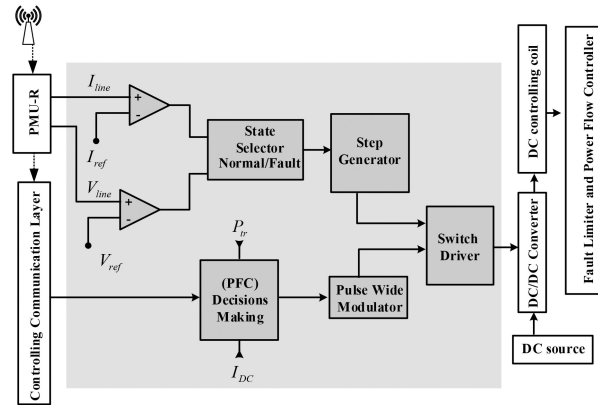 PMU-R
Controlling Communication Layer
I_line
+
-
I_ref
V_line
+
-
V_ref
State
Selector
Normal/Fault
Step
Generator
P_tr
(PFC)
Decisions
Making
I_DC
Pulse Wide
Modulator
Switch
Driver
DC controlling coil
DC/DC Converter
DC source
Fault Limiter and Power Flow Controller